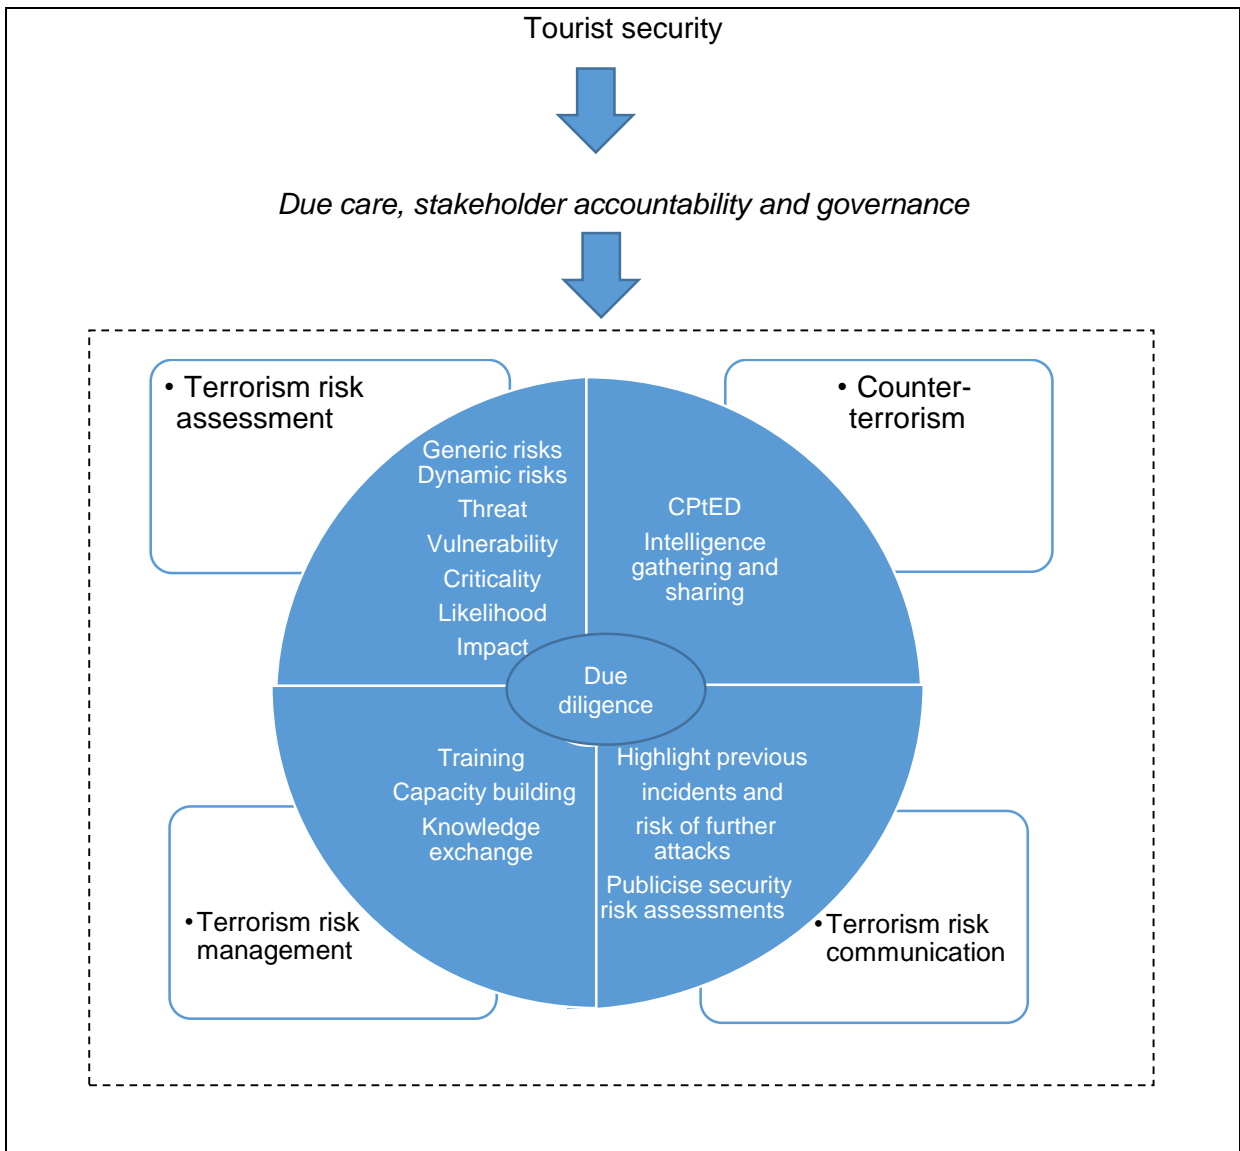 Tourist security
Due care, stakeholder accountability and governance
• Terrorism risk
assessment
Generic risks
Dynamic risks
Threat
Vulnerability
Criticality
Likelihood
Impact
• Counter-
terrorism
CPtED
Intelligence
gathering and
sharing
Due
diligence
Training
Capacity building
Knowledge
exchange
• Terrorism risk
management
Highlight previous
incidents and
risk of further
attacks
Publicise security
risk assessments
• Terrorism risk
communication